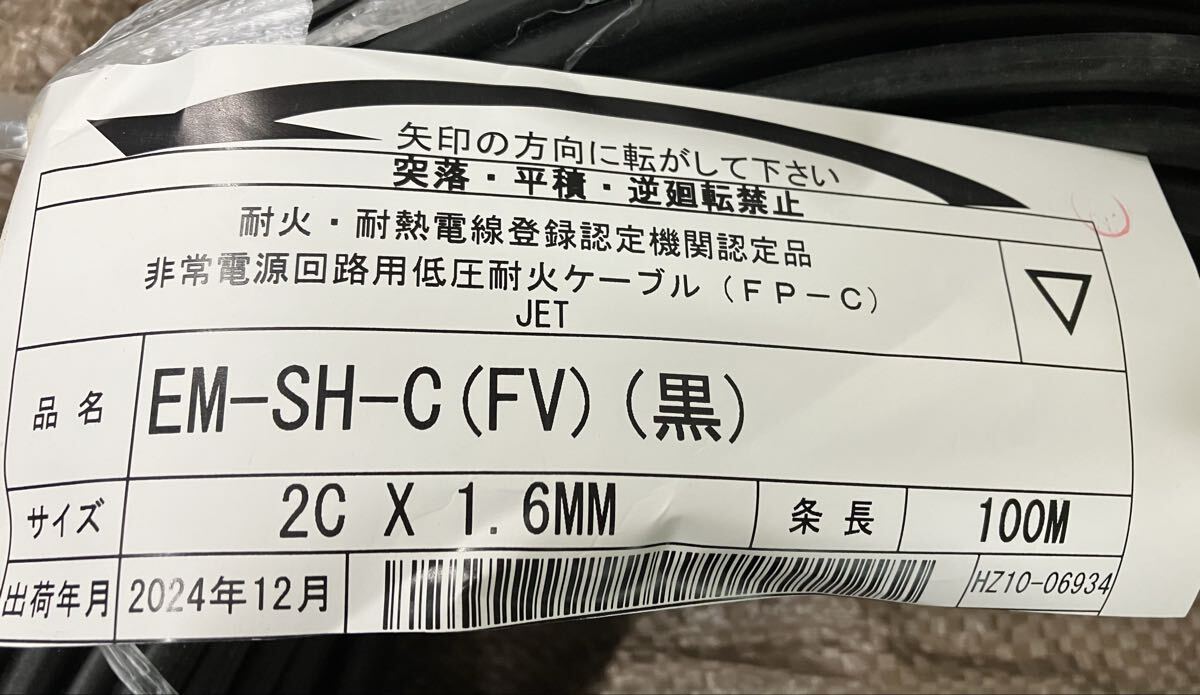 矢印の方向に転がして下さい
突落・平積・逆廻転禁止
耐火・耐熱電線登録認定機関認定品
非常電源回路用低圧耐火ケーブル(FP-C)
JET
品名 EM-SH-C(FV)(黒)
サイズ 2C X 1.6MM 条長 100M
出荷年月 2024年12月 HZ10-06934